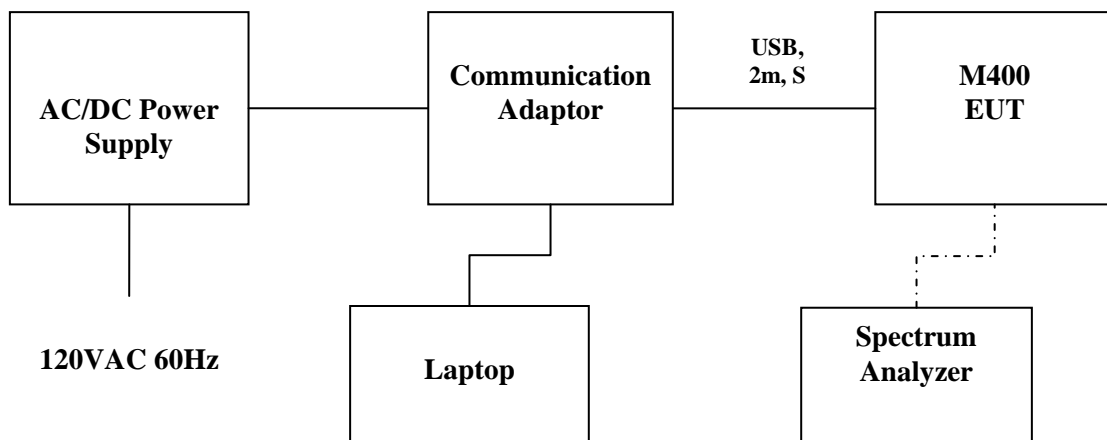 AC/DC Power
Supply
Communication
Adaptor
USB,
2m, S
M400
EUT
120VAC 60Hz
Laptop
Spectrum
Analyzer